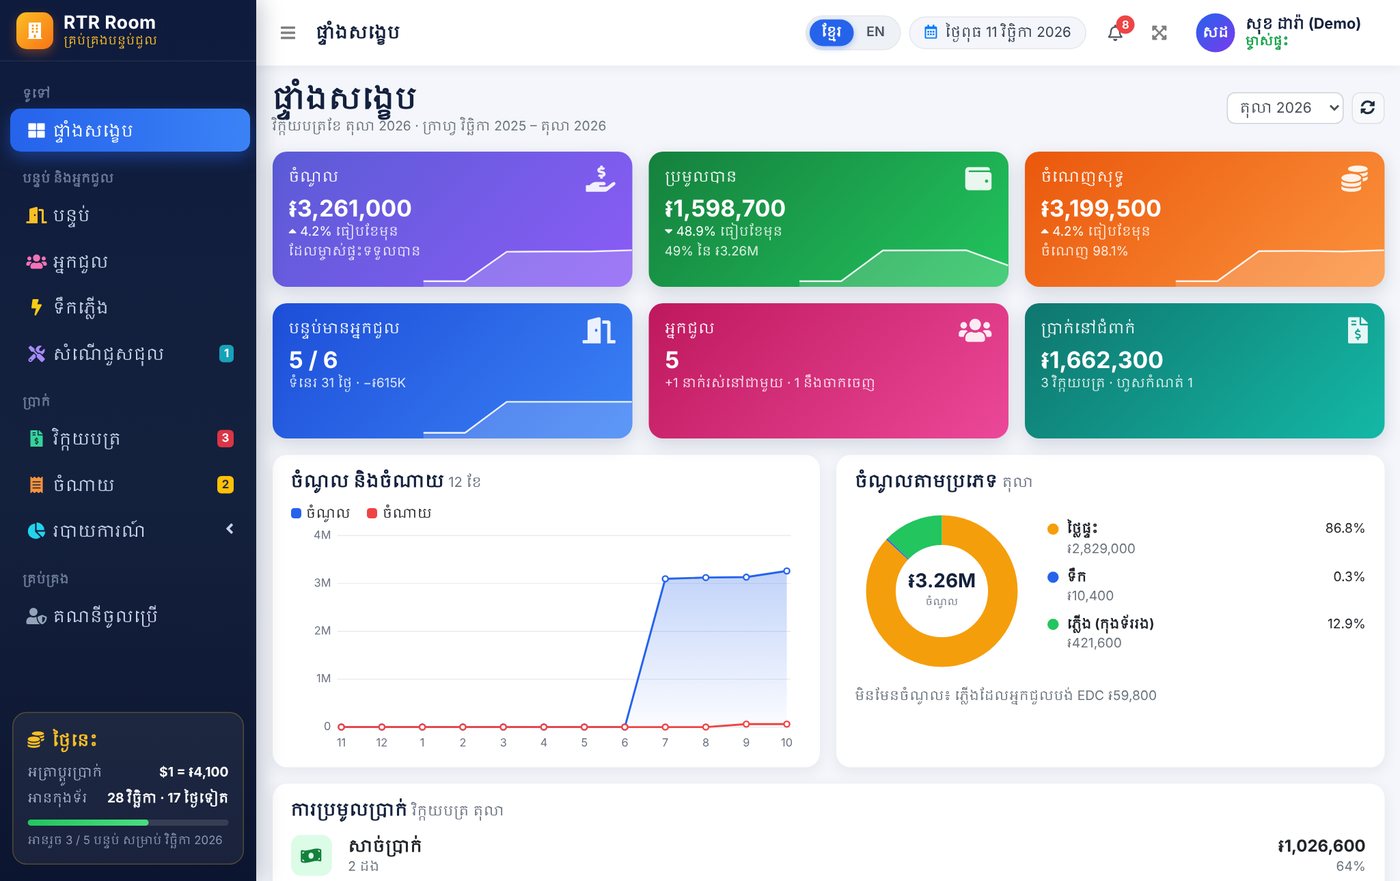 RTR Room
គ្រប់គ្រងបន្ទប់ជួល
ទូទៅ
ផ្ទាំងសង្ខេប
បន្ទប់ និងអ្នកជួល
បន្ទប់
អ្នកជួល
ទឹកភ្លើង
សំណើជួសជុល 1
ប្រាក់
វិក្កយបត្រ 3
ចំណាយ 2
របាយការណ៍
គ្រប់គ្រង
គណនីចូលប្រើ
ថ្ងៃនេះ
អត្រាប្តូរប្រាក់ $1 = ៛4,100
អានកុងទ័រ 28 វិច្ឆិកា · 17 ថ្ងៃទៀត
អានរួច 3 / 5 បន្ទប់ សម្រាប់ វិច្ឆិកា 2026
ផ្ទាំងសង្ខេប
ខ្មែរ EN
ថ្ងៃពុធ 11 វិច្ឆិកា 2026
8
សដ
សុខ ដារ៉ា (Demo)
ម្ចាស់ផ្ទះ
ផ្ទាំងសង្ខេប
វិក្កយបត្រខែ តុលា 2026 · ក្រាហ្វ វិច្ឆិកា 2025 – តុលា 2026
តុលា 2026
ចំណូល
៛3,261,000
4.2% ធៀបខែមុន
ដែលម្ចាស់ផ្ទះទទួលបាន
ប្រមូលបាន
៛1,598,700
48.9% ធៀបខែមុន
49% នៃ ៛3.26M
ចំណេញសុទ្ធ
៛3,199,500
4.2% ធៀបខែមុន
ចំណេញ 98.1%
បន្ទប់មានអ្នកជួល
5 / 6
ទំនេរ 31 ថ្ងៃ · −៛615K
អ្នកជួល
5
+1 នាក់រស់នៅជាមួយ · 1 នឹងចាកចេញ
ប្រាក់នៅជំពាក់
៛1,662,300
3 វិក្កយបត្រ · ហួសកំណត់ 1
ចំណូល និងចំណាយ 12 ខែ
ចំណូល ចំណាយ
4M
3M
2M
1M
0
11 12 1 2 3 4 5 6 7 8 9 10
ចំណូលតាមប្រភេទ តុលា
៛3.26M
ចំណូល
ថ្លៃផ្ទះ 86.8%
៛2,829,000
ទឹក 0.3%
៛10,400
ភ្លើង (កុងទ័ររង) 12.9%
៛421,600
មិនមែនចំណូល៖ ភ្លើងដែលអ្នកជួលបង់ EDC ៛59,800
ការប្រមូលប្រាក់ វិក្កយបត្រ តុលា
សាច់ប្រាក់ ៛1,026,600
2 ដង 64%